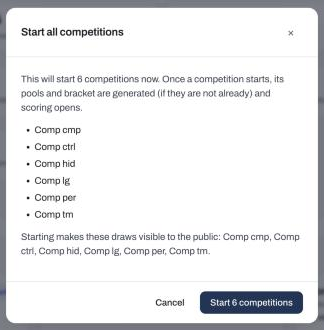 Start all competitions
×
This will start 6 competitions now. Once a competition starts, its
pools and bracket are generated (if they are not already) and
scoring opens.
• Comp cmp
• Comp ctrl
• Comp hid
• Comp lg
• Comp per
• Comp tm
Starting makes these draws visible to the public: Comp cmp, Comp
ctrl, Comp hid, Comp lg, Comp per, Comp tm.
Cancel
Start 6 competitions